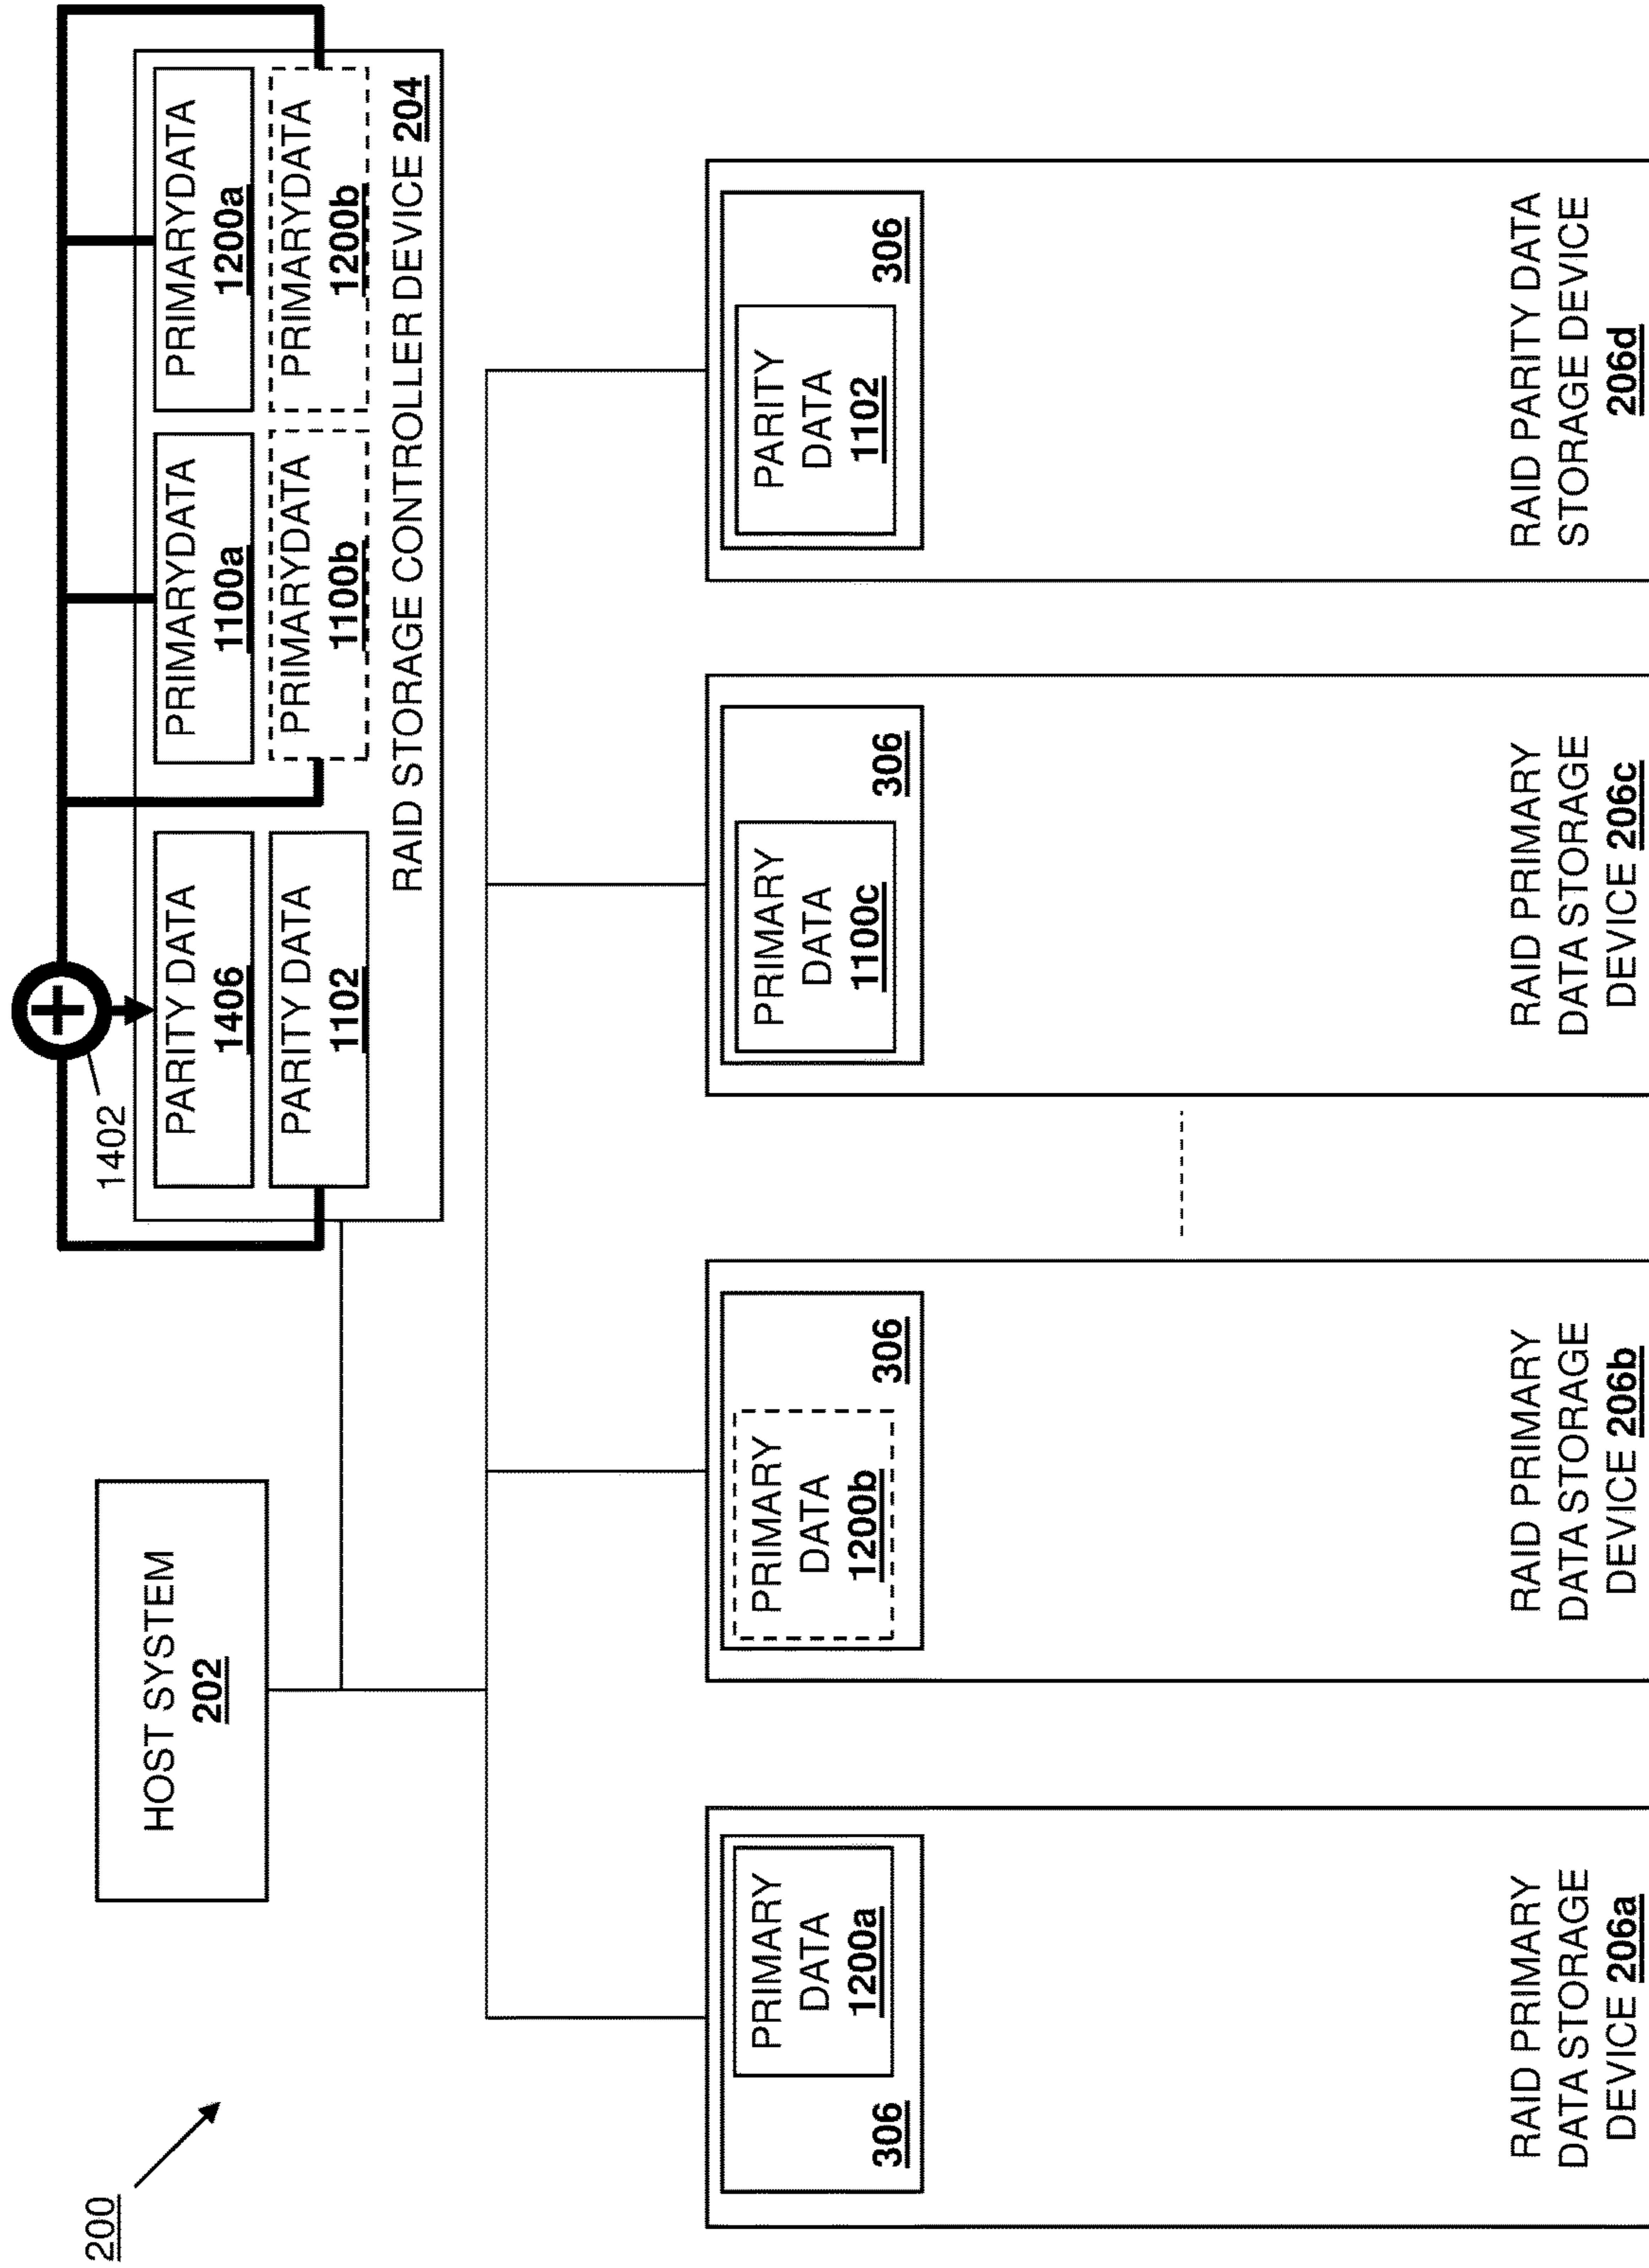 200
HOST SYSTEM
202
1402
PARITY DATA
1406
PARITY DATA
1102
PRIMARYDATA
1100a
PRIMARYDATA
1100b
PRIMARYDATA
1200a
PRIMARYDATA
1200b
RAID STORAGE CONTROLLER DEVICE 204
306
PRIMARY
DATA
1200a
RAID PRIMARY
DATA STORAGE
DEVICE 206a
PRIMARY
DATA
1200b
306
RAID PRIMARY
DATA STORAGE
DEVICE 206b
PRIMARY
DATA
1100c
306
RAID PRIMARY
DATA STORAGE
DEVICE 206c
PARITY
DATA
1102
306
RAID PARITY DATA
STORAGE DEVICE
206d